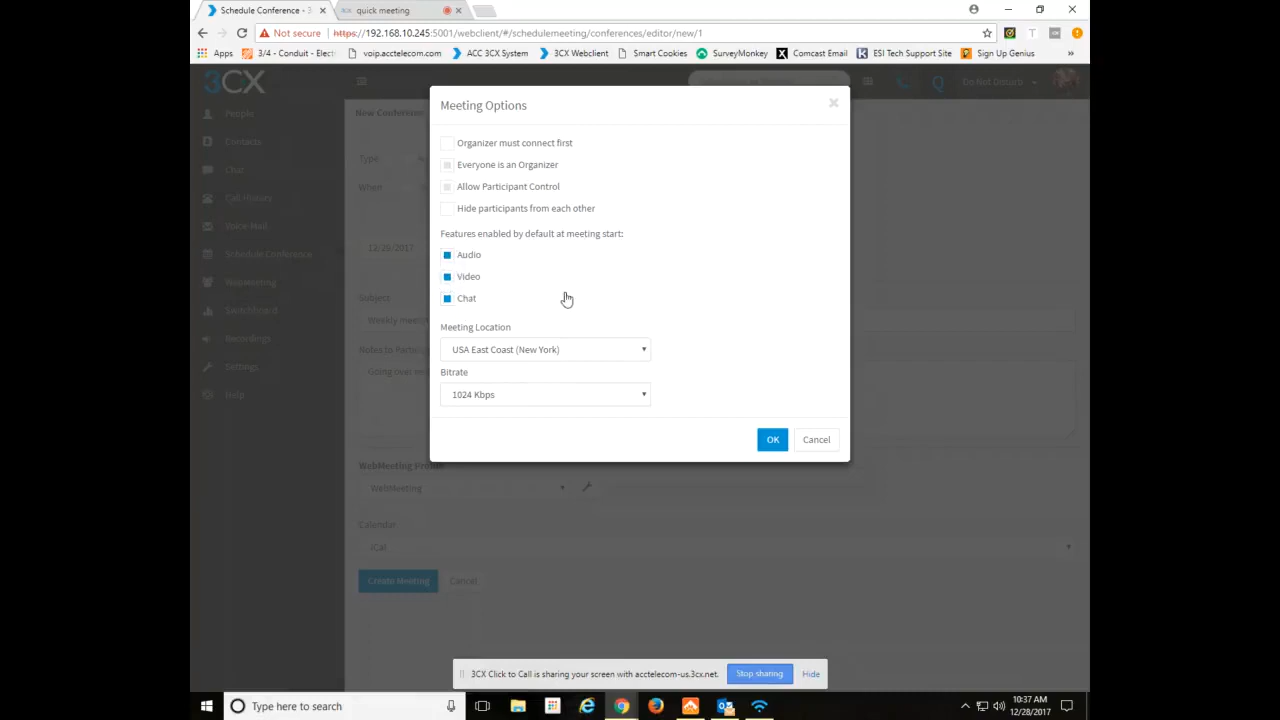 Schedule Conference - 3
quick meeting
Not secure https://192.168.10.245:5001/webclient/#/schedulemeeting/conferences/editor/new/1
Apps 3/4 - Conduit - Elect voip.acctelecom.com ACC 3CX System 3CX Webclient Smart Cookies SurveyMonkey Comcast Email ESI Tech Support Site Sign Up Genius »
3CX Do Not Disturb
People
Contacts
Chat
Call History
Voice Mail
Schedule Conference
WebMeeting
Switchboard
Recordings
Settings
Help
New Conference
Type
When
12/29/2017
Subject
Notes to
Going over
Meeting Options
Organizer must connect first
Everyone is an Organizer
Allow Participant Control
Hide participants from each other
Features enabled by default at meeting start:
Audio
Video
Chat
Meeting Location
USA East Coast (New York)
Bitrate
1024 Kbps
OK Cancel
WebMeeting
WebMeeting
Calendar
iCal
Create Meeting Cancel
3CX Click to Call is sharing your screen with acctelecom-us.3cx.net. Stop sharing Hide
Type here to search
10:37 AM
12/28/2017